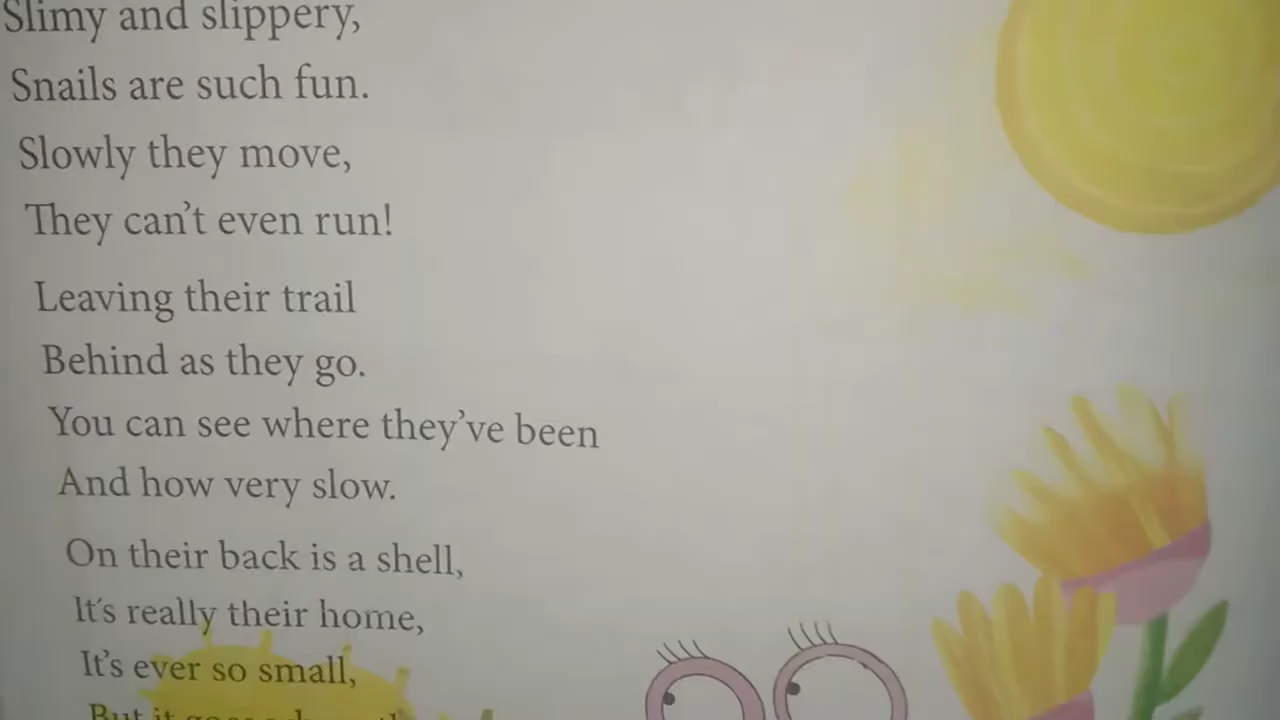 Slimy and slippery,
Snails are such fun.
Slowly they move,
They can't even run!
Leaving their trail
Behind as they go.
You can see where they've been
And how very slow.
On their back is a shell,
It's really their home,
It's ever so small,
But it